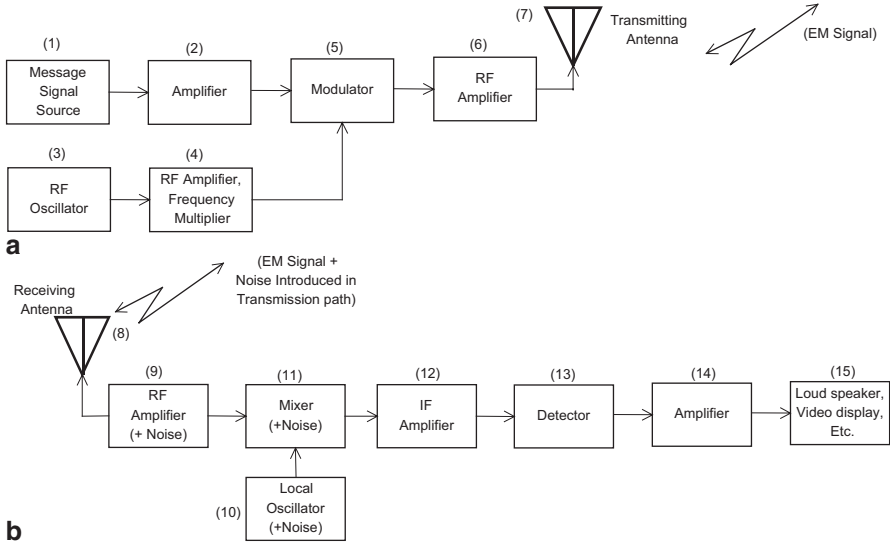 (1)
Message
Signal
Source
(2)
Amplifier
(5)
Modulator
(6)
RF
Amplifier
(7)
Transmitting
Antenna
(EM Signal)
(3)
RF
Oscillator
(4)
RF Amplifier,
Frequency
Multiplier
a
Receiving
Antenna
(8)
(EM Signal +
Noise Introduced in
Transmission path)
(9)
RF
Amplifier
(+ Noise)
(11)
Mixer
(+Noise)
(12)
IF
Amplifier
(13)
Detector
(14)
Amplifier
(15)
Loud speaker,
Video display,
Etc.
(10)
Local
Oscillator
(+Noise)
b